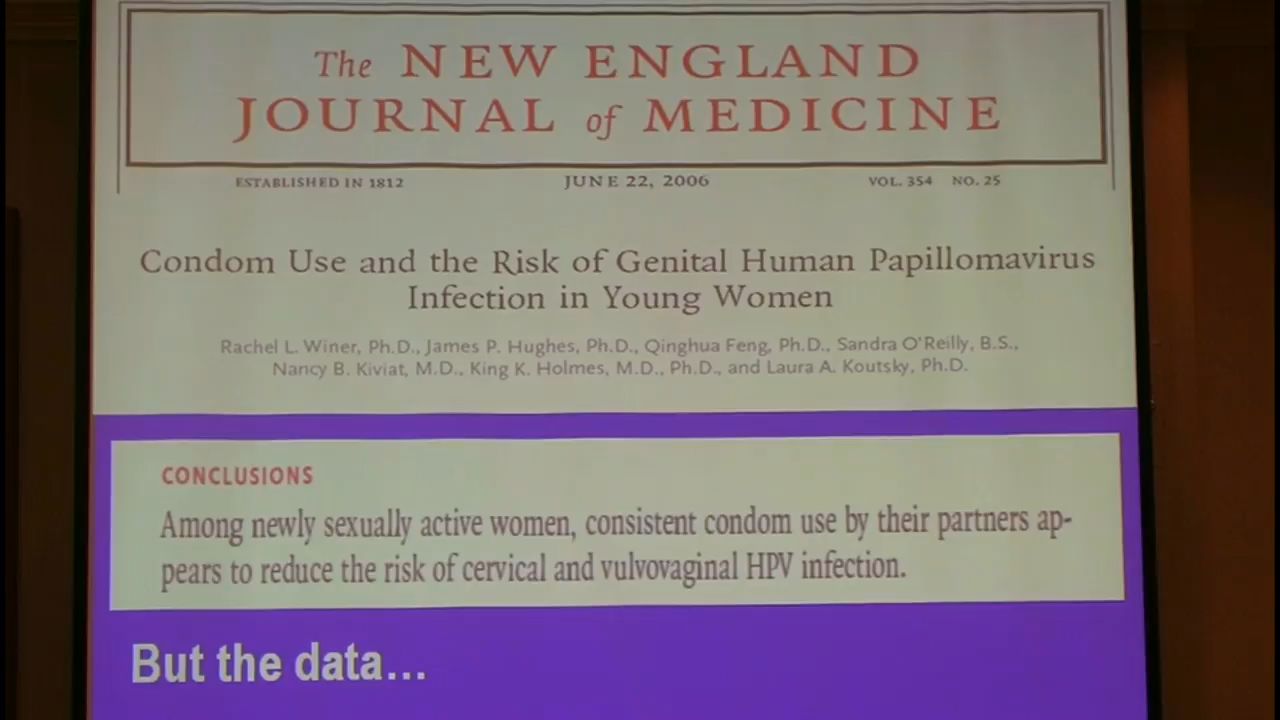 The NEW ENGLAND
JOURNAL of MEDICINE
ESTABLISHED IN 1812 JUNE 22, 2006 VOL. 354 NO. 25
Condom Use and the Risk of Genital Human Papillomavirus
Infection in Young Women
Rachel L. Winer, Ph.D., James P. Hughes, Ph.D., Qinghua Feng, Ph.D., Sandra O'Reilly, B.S.,
Nancy B. Kiviat, M.D., King K. Holmes, M.D., Ph.D., and Laura A. Koutsky, Ph.D.
CONCLUSIONS
Among newly sexually active women, consistent condom use by their partners ap-
pears to reduce the risk of cervical and vulvovaginal HPV infection.
But the data...